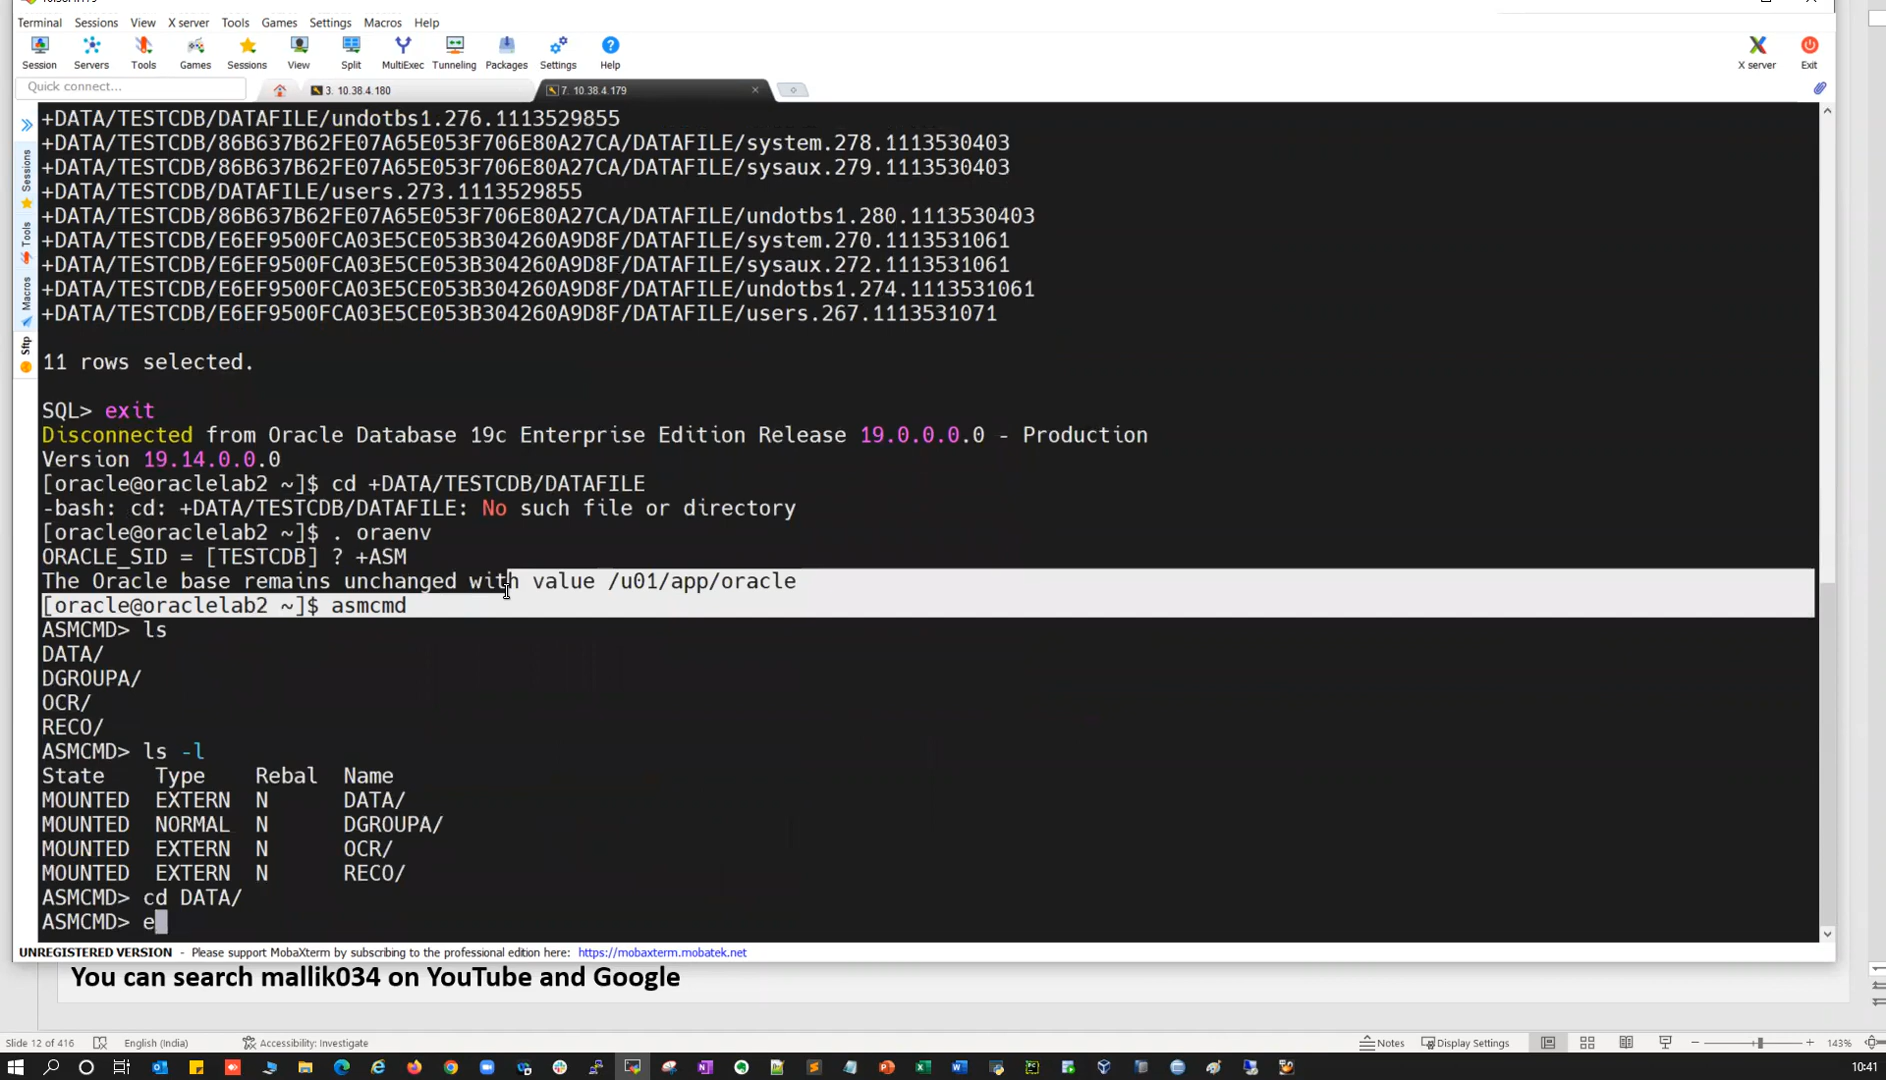 Terminal Sessions View X server Tools Games Settings Macros Help
Session Servers Tools Games Sessions View Split MultiExec Tunneling Packages Settings Help X server Exit
Quick connect... 3. 10.38.4.180 7. 10.38.4.179
Sessions
Tools
Macros
Sftp
+DATA/TESTCDB/DATAFILE/undotbs1.276.1113529855
+DATA/TESTCDB/86B637B62FE07A65E053F706E80A27CA/DATAFILE/system.278.1113530403
+DATA/TESTCDB/86B637B62FE07A65E053F706E80A27CA/DATAFILE/sysaux.279.1113530403
+DATA/TESTCDB/DATAFILE/users.273.1113529855
+DATA/TESTCDB/86B637B62FE07A65E053F706E80A27CA/DATAFILE/undotbs1.280.1113530403
+DATA/TESTCDB/E6EF9500FCA03E5CE053B304260A9D8F/DATAFILE/system.270.1113531061
+DATA/TESTCDB/E6EF9500FCA03E5CE053B304260A9D8F/DATAFILE/sysaux.272.1113531061
+DATA/TESTCDB/E6EF9500FCA03E5CE053B304260A9D8F/DATAFILE/undotbs1.274.1113531061
+DATA/TESTCDB/E6EF9500FCA03E5CE053B304260A9D8F/DATAFILE/users.267.1113531071
11 rows selected.
SQL> exit
Disconnected from Oracle Database 19c Enterprise Edition Release 19.0.0.0.0 - Production
Version 19.14.0.0.0
[oracle@oraclelab2 ~]$ cd +DATA/TESTCDB/DATAFILE
-bash: cd: +DATA/TESTCDB/DATAFILE: No such file or directory
[oracle@oraclelab2 ~]$ . oraenv
ORACLE_SID = [TESTCDB] ? +ASM
The Oracle base remains unchanged with value /u01/app/oracle
[oracle@oraclelab2 ~]$ asmcmd
ASMCMD> ls
DATA/
DGROUPA/
OCR/
RECO/
ASMCMD> ls -l
State Type Rebal Name
MOUNTED EXTERN N DATA/
MOUNTED NORMAL N DGROUPA/
MOUNTED EXTERN N OCR/
MOUNTED EXTERN N RECO/
ASMCMD> cd DATA/
ASMCMD> e
UNREGISTERED VERSION - Please support MobaXterm by subscribing to the professional edition here: https://mobaxterm.mobatek.net
You can search mallik034 on YouTube and Google
Slide 12 of 416 English (India) Accessibility: Investigate Notes Display Settings 143%
10:41